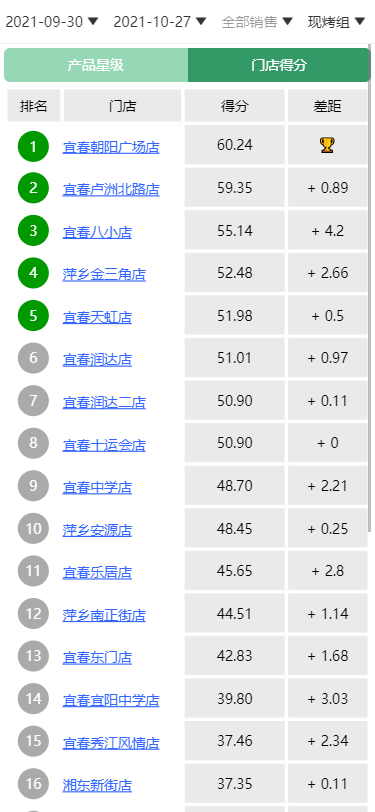 2021-09-30▼ 2021-10-27▼ 全部销售▼ 现烤组▼
产品星级 门店得分
排名 门店 得分 差距
1 宜春朝阳广场店 60.24
2 宜春卢洲北路店 59.35 + 0.89
3 宜春八小店 55.14 + 4.2
4 萍乡金三角店 52.48 + 2.66
5 宜春天虹店 51.98 + 0.5
6 宜春润达店 51.01 + 0.97
7 宜春润达二店 50.90 + 0.11
8 宜春十运会店 50.90 + 0
9 宜春中学店 48.70 + 2.21
10 萍乡安源店 48.45 + 0.25
11 宜春乐居店 45.65 + 2.8
12 萍乡南正街店 44.51 + 1.14
13 宜春东门店 42.83 + 1.68
14 宜春宜阳中学店 39.80 + 3.03
15 宜春秀江风情店 37.46 + 2.34
16 湘东新街店 37.35 + 0.11